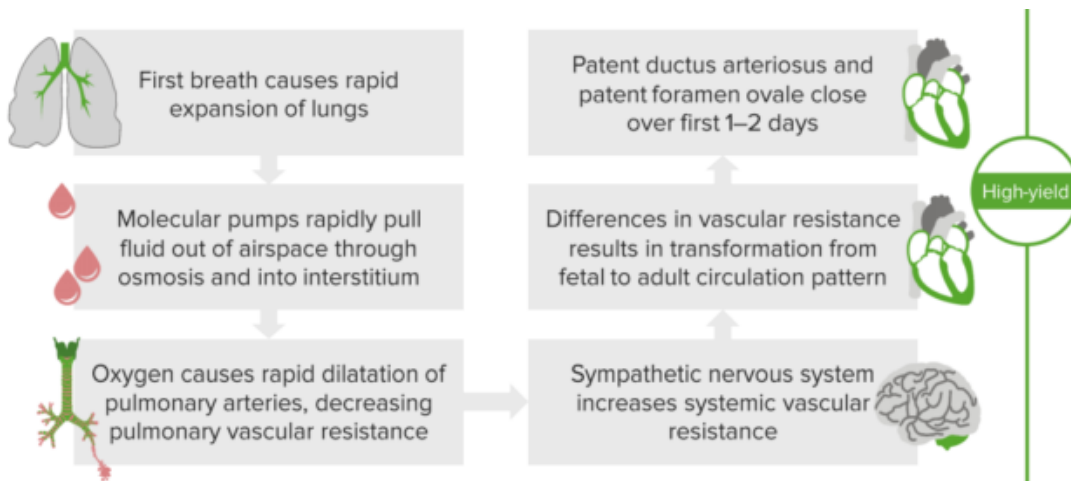 First breath causes rapid
expansion of lungs
Molecular pumps rapidly pull
fluid out of airspace through
osmosis and into interstitium
Oxygen causes rapid dilatation of
pulmonary arteries, decreasing
pulmonary vascular resistance
Sympathetic nervous system
increases systemic vascular
resistance
Differences in vascular resistance
results in transformation from
fetal to adult circulation pattern
Patent ductus arteriosus and
patent foramen ovale close
over first 1–2 days
High-yield